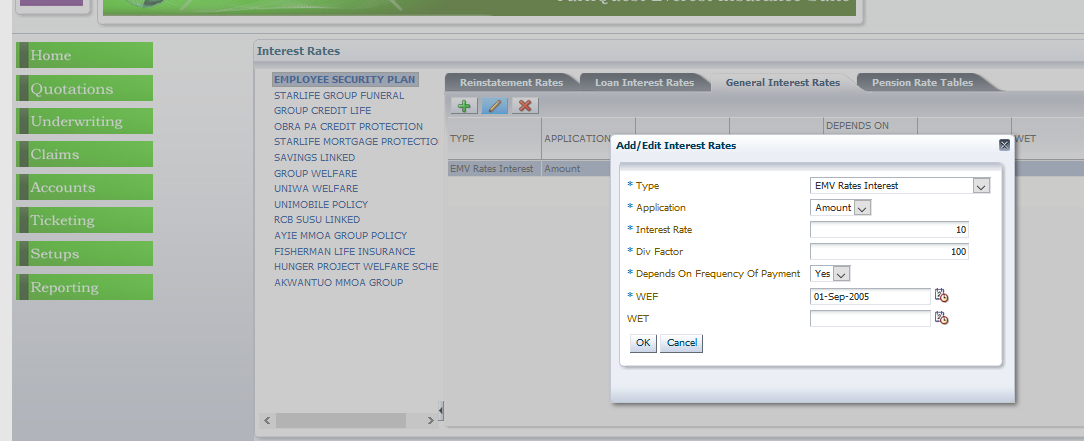 Home
Quotations
Underwriting
Claims
Accounts
Ticketing
Setups
Reporting
Interest Rates
EMPLOYEE SECURITY PLAN
STARLIFE GROUP FUNERAL
GROUP CREDIT LIFE
OBRA PA CREDIT PROTECTION
STARLIFE MORTGAGE PROTECTIO
SAVINGS LINKED
GROUP WELFARE
UNIWA WELFARE
UNIMOBILE POLICY
RCB SUSU LINKED
AYIE MMOA GROUP POLICY
FISHERMAN LIFE INSURANCE
HUNGER PROJECT WELFARE SCHE
AKWANTUO MMOA GROUP
Reinstatement Rates Loan Interest Rates General Interest Rates Pension Rate Tables
DEPENDS ON
TYPE APPLICATION WET
EMV Rates Interest Amount
Add/Edit Interest Rates
* Type EMV Rates Interest
* Application Amount
* Interest Rate 10
* Div Factor 100
* Depends On Frequency Of Payment Yes
* WEF 01-Sep-2005
WET
OK Cancel